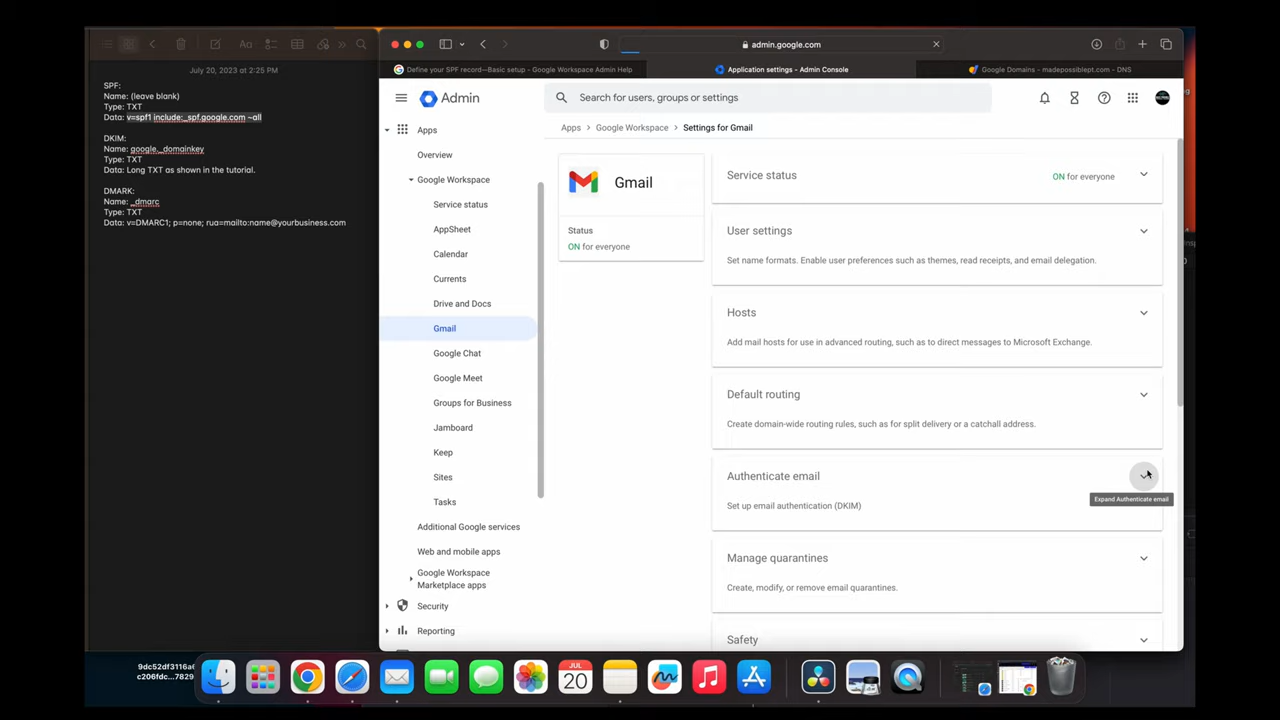 admin.google.com
Define your SPF record—Basic setup - Google Workspace Admin Help
Application settings - Admin Console
Google Domains - madepossiblept.com - DNS
July 20, 2023 at 2:25 PM
SPF:
Name: (leave blank)
Type: TXT
Data: v=spf1 include:_spf.google.com ~all
DKIM:
Name: google._domainkey
Type: TXT
Data: Long TXT as shown in the tutorial.
DMARK:
Name: _dmarc
Type: TXT
Data: v=DMARC1; p=none; rua=mailto:name@yourbusiness.com
Admin
Search for users, groups or settings
Apps
Overview
Google Workspace
Service status
AppSheet
Calendar
Currents
Drive and Docs
Gmail
Google Chat
Google Meet
Groups for Business
Jamboard
Keep
Sites
Tasks
Additional Google services
Web and mobile apps
Google Workspace
Marketplace apps
Security
Reporting
Apps > Google Workspace > Settings for Gmail
Gmail
Status
ON for everyone
Service status
ON for everyone
User settings
Set name formats. Enable user preferences such as themes, read receipts, and email delegation.
Hosts
Add mail hosts for use in advanced routing, such as to direct messages to Microsoft Exchange.
Default routing
Create domain-wide routing rules, such as for split delivery or a catchall address.
Authenticate email
Expand Authenticate email
Set up email authentication (DKIM)
Manage quarantines
Create, modify, or remove email quarantines.
Safety
9dc52df3116a
c206fdc...7829
JUL
20